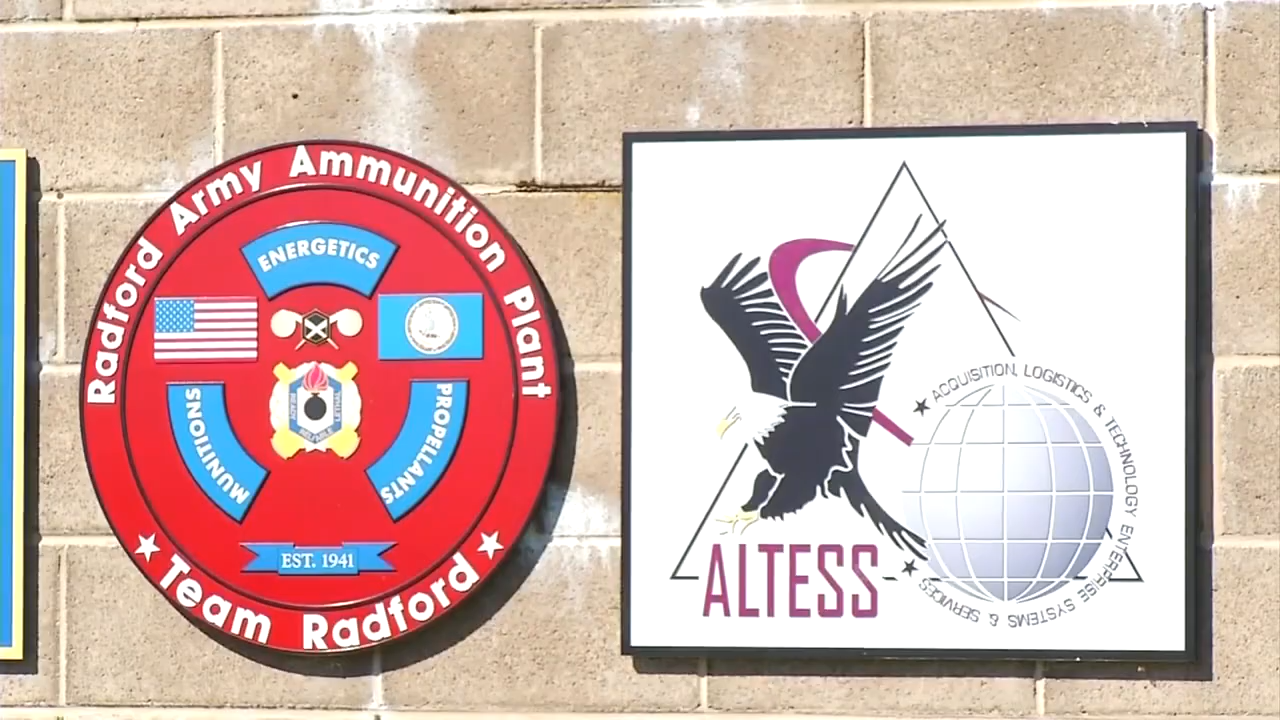 Radford Army Ammunition Plant
ENERGETICS
MUNITIONS
PROPELLANTS
EST. 1941
Team Radford
ACQUISITION, LOGISTICS & TECHNOLOGY ENTERPRISE SYSTEMS & SERVICES
ALTESS